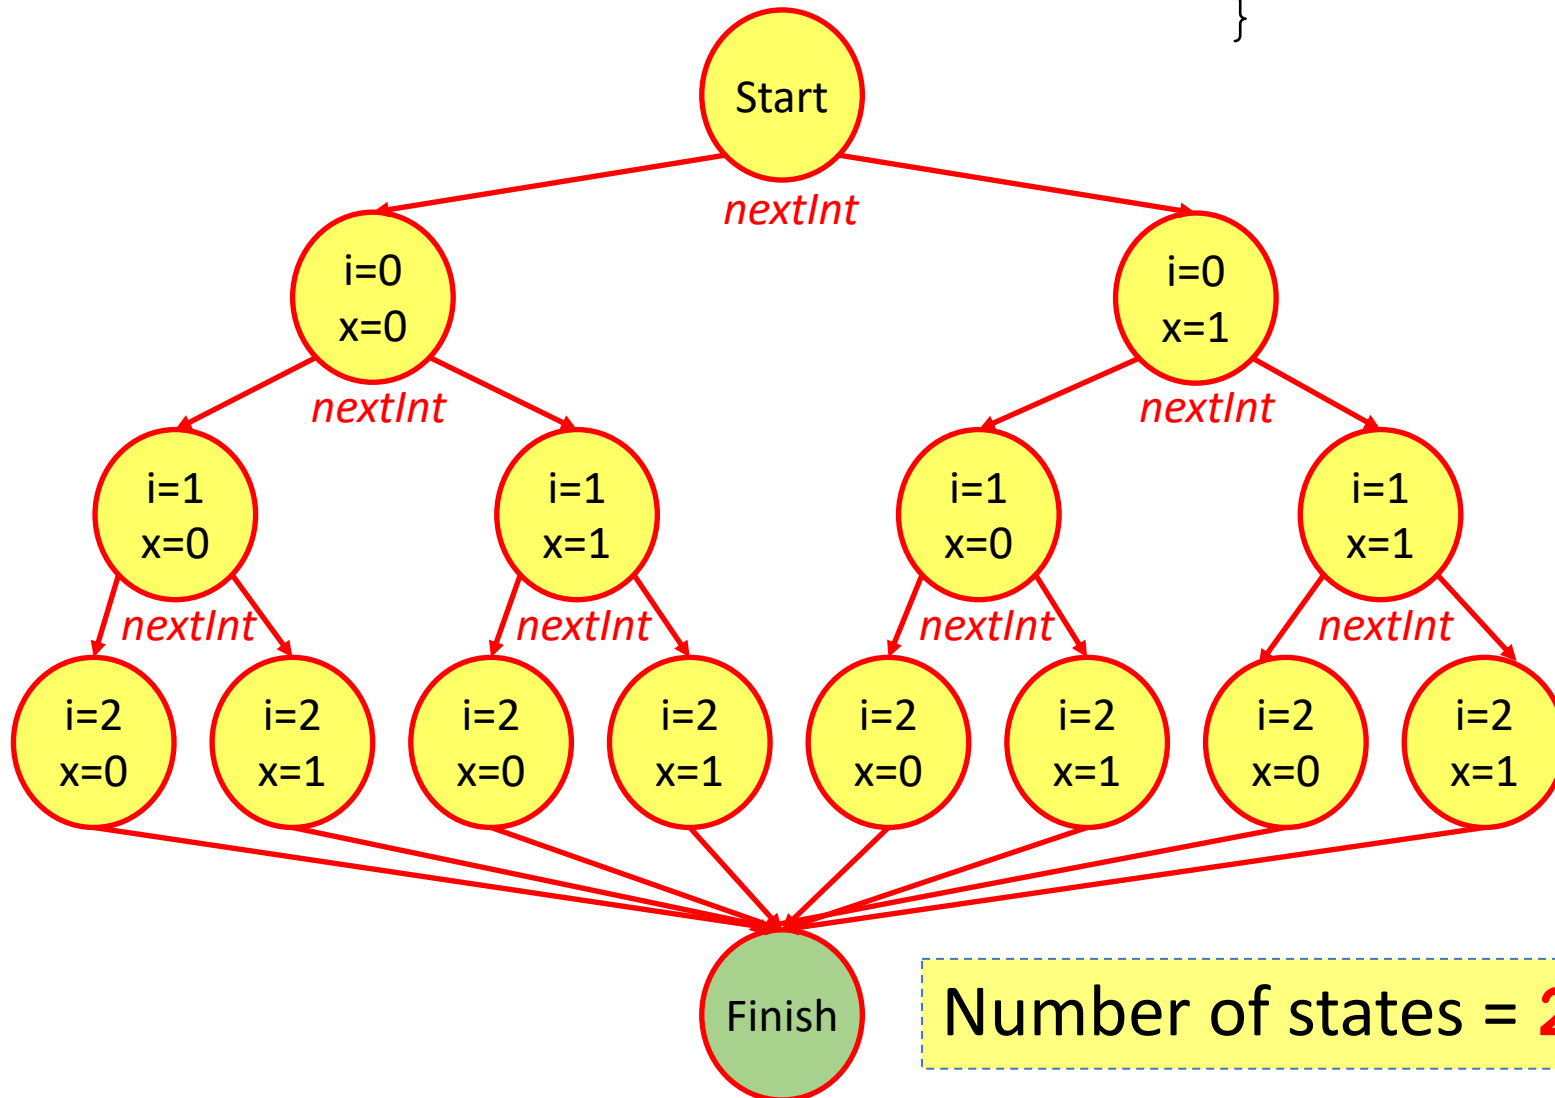 }
Start
nextInt
i=0
x=0
i=0
x=1
nextInt
nextInt
i=1
x=0
i=1
x=1
i=1
x=0
i=1
x=1
nextInt
nextInt
nextInt
nextInt
i=2
x=0
i=2
x=1
i=2
x=0
i=2
x=1
i=2
x=0
i=2
x=1
i=2
x=0
i=2
x=1
Finish
Number of states = 2